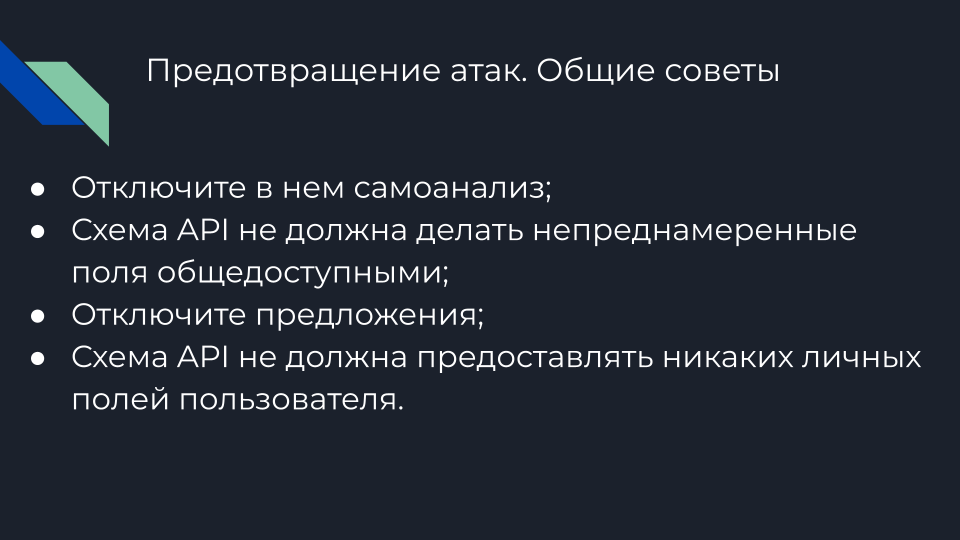 Предотвращение атак. Общие советы
● Отключите в нем самоанализ;
● Схема API не должна делать непреднамеренные
поля общедоступными;
● Отключите предложения;
● Схема API не должна предоставлять никаких личных
полей пользователя.